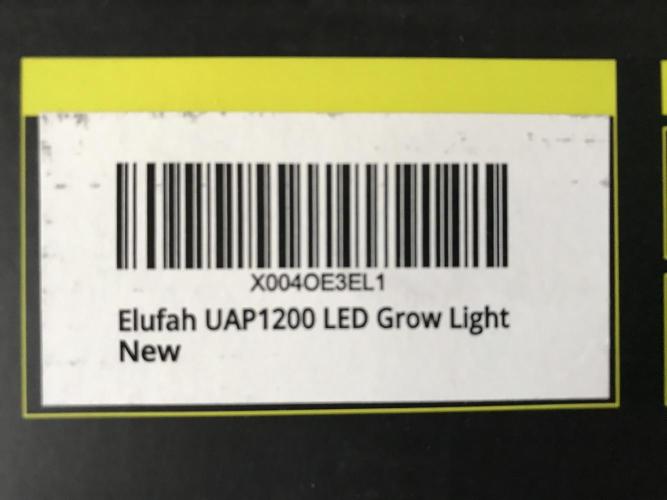 X004OE3EL1
Elufah UAP1200 LED Grow Light
New